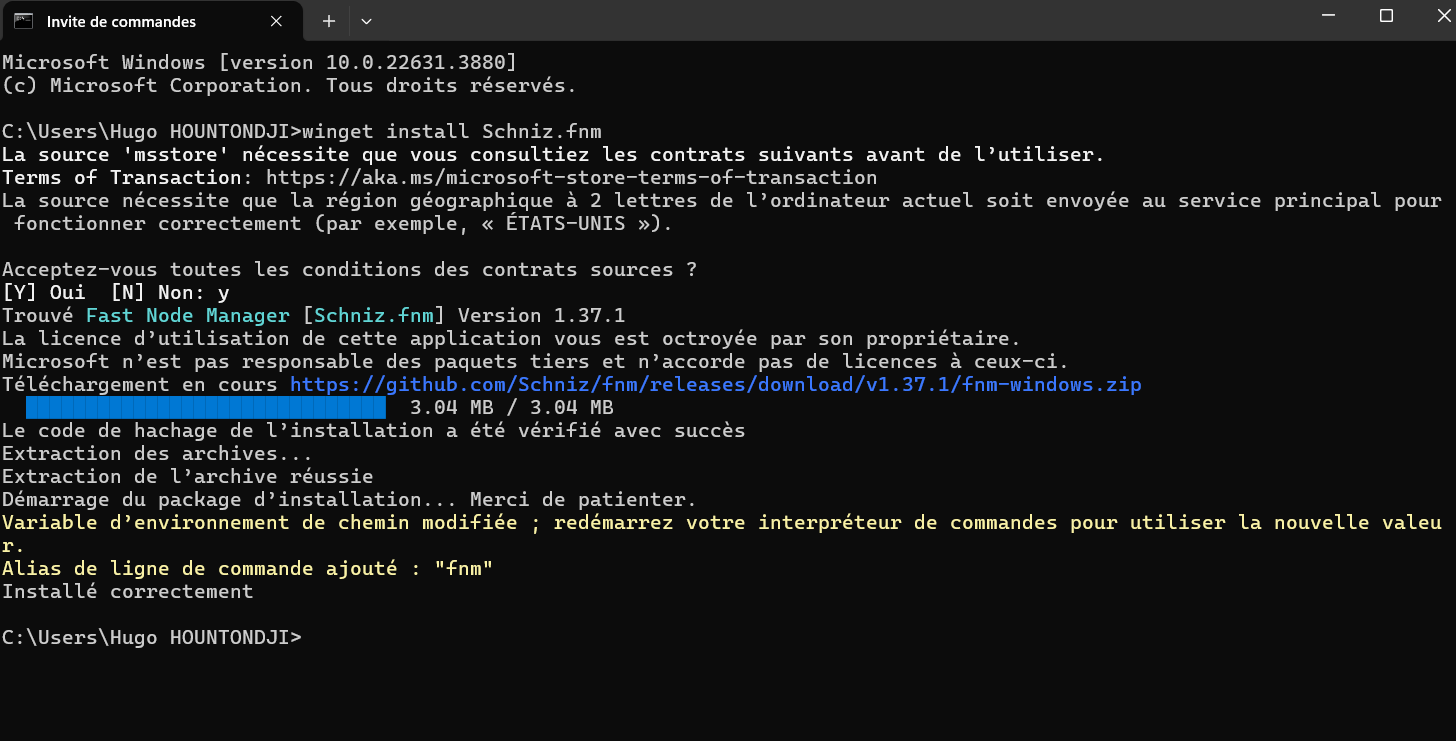 Invite de commandes
Microsoft Windows [version 10.0.22631.3880]
(c) Microsoft Corporation. Tous droits réservés.
C:\Users\Hugo HOUNTONDJI>winget install Schniz.fnm
La source 'msstore' nécessite que vous consultiez les contrats suivants avant de l’utiliser.
Terms of Transaction: https://aka.ms/microsoft-store-terms-of-transaction
La source nécessite que la région géographique à 2 lettres de l’ordinateur actuel soit envoyée au service principal pour
fonctionner correctement (par exemple, « ÉTATS-UNIS »).
Acceptez-vous toutes les conditions des contrats sources ?
[Y] Oui  [N] Non: y
Trouvé Fast Node Manager [Schniz.fnm] Version 1.37.1
La licence d’utilisation de cette application vous est octroyée par son propriétaire.
Microsoft n’est pas responsable des paquets tiers et n’accorde pas de licences à ceux-ci.
Téléchargement en cours https://github.com/Schniz/fnm/releases/download/v1.37.1/fnm-windows.zip
3.04 MB / 3.04 MB
Le code de hachage de l’installation a été vérifié avec succès
Extraction des archives...
Extraction de l’archive réussie
Démarrage du package d’installation... Merci de patienter.
Variable d’environnement de chemin modifiée ; redémarrez votre interpréteur de commandes pour utiliser la nouvelle valeu
r.
Alias de ligne de commande ajouté : "fnm"
Installé correctement
C:\Users\Hugo HOUNTONDJI>